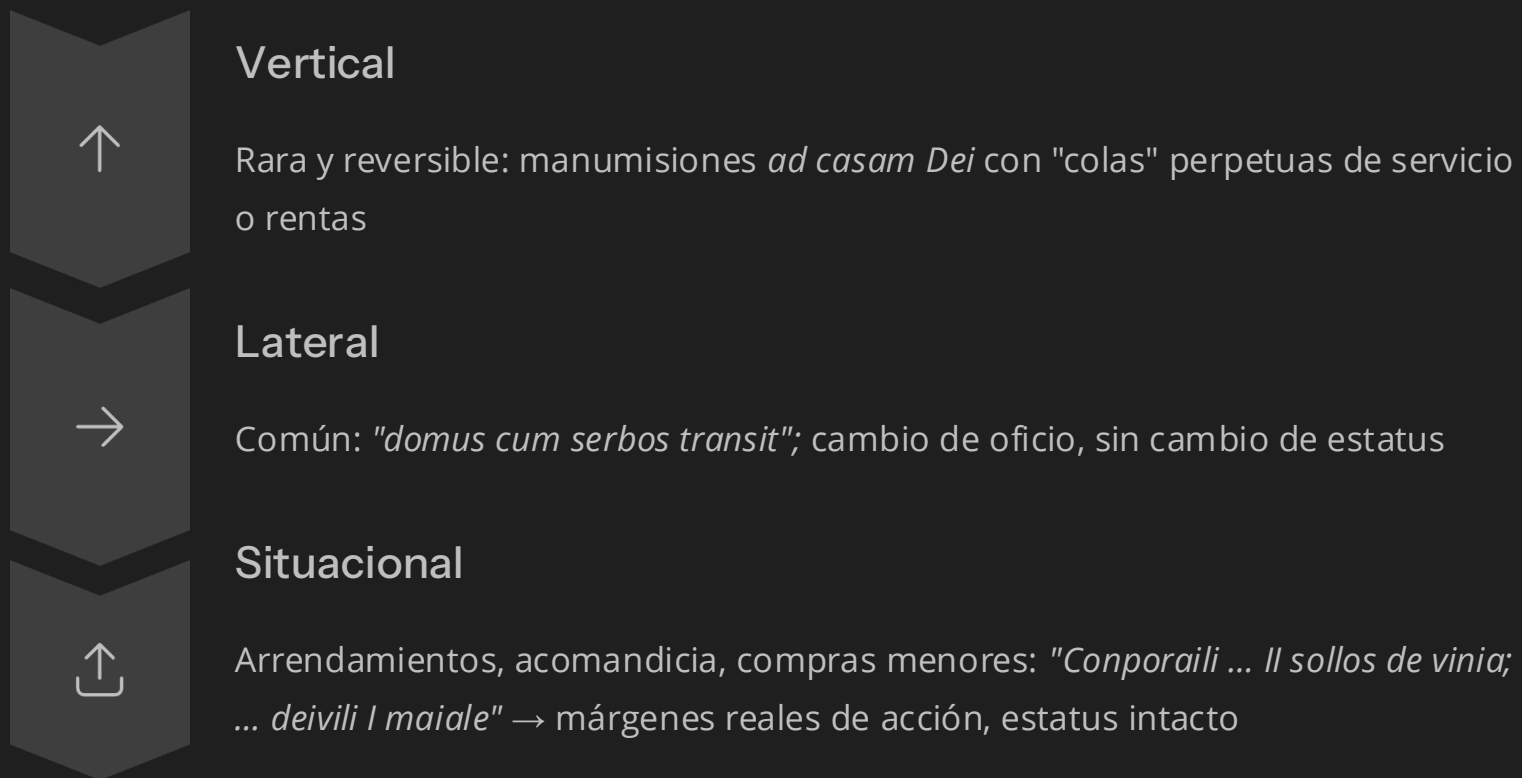 Vertical
Rara y reversible: manumisiones ad casam Dei con "colas" perpetuas de servicio
o rentas
Lateral
Común: "domus cum serbos transit"; cambio de oficio, sin cambio de estatus
Situacional
Arrendamientos, acomandicia, compras menores: "Conporaili ... II sollos de vinia;
... deivili I maiale" → márgenes reales de acción, estatus intacto